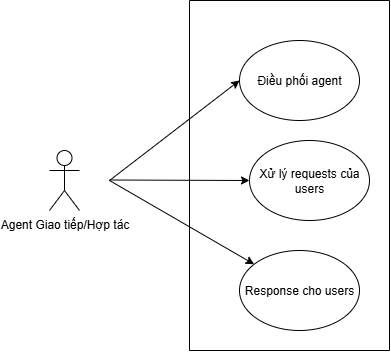 Điều phối agent
Xử lý requests của
users
Agent Giao tiếp/Hợp tác
Response cho users